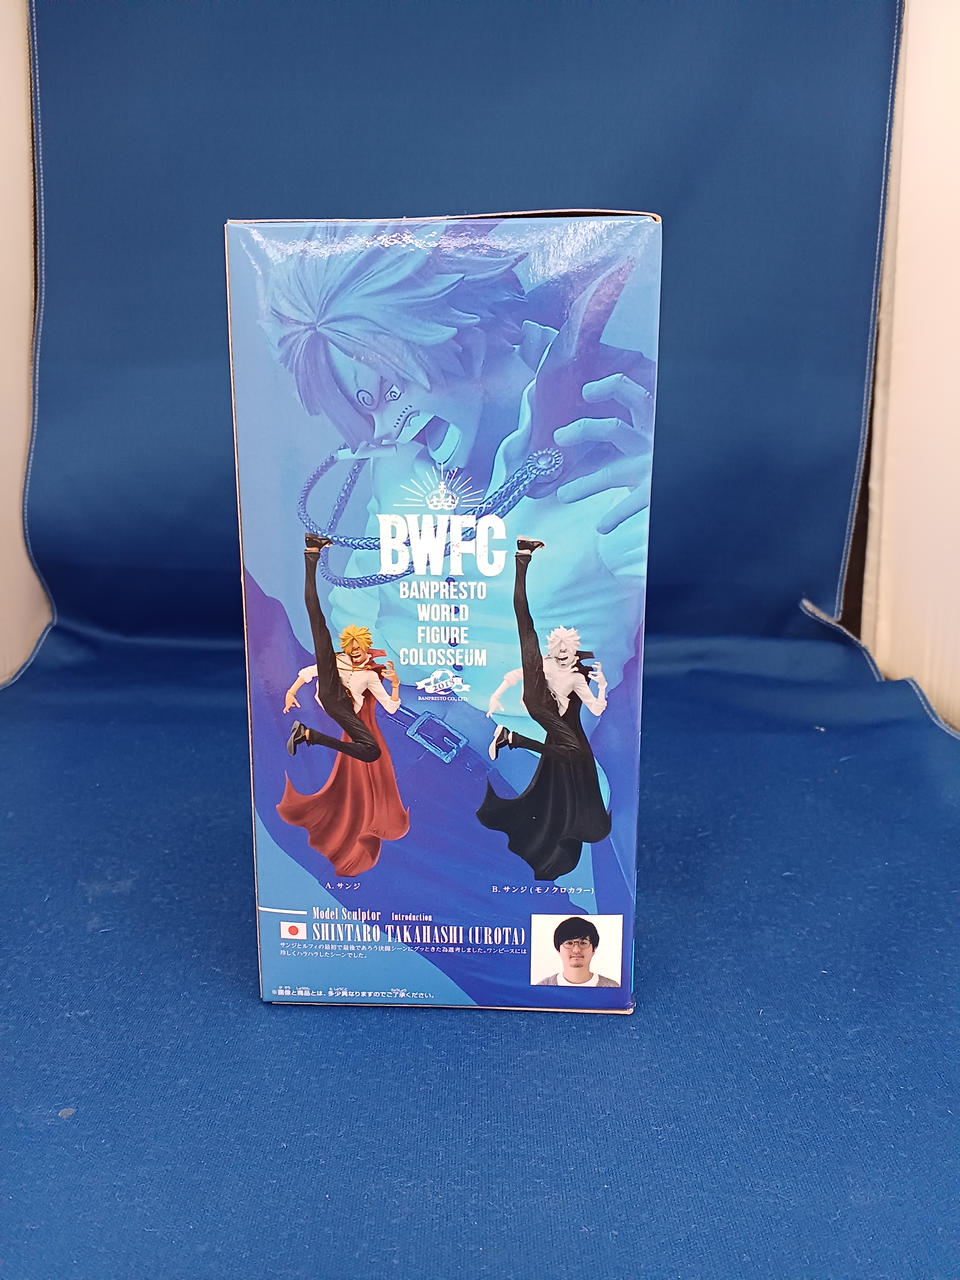 BWFC
BANPRESTO
WORLD
FIGURE
COLOSSEUM
2018
BANPRESTO CO., LTD.
A. サンジ
B. サンジ (モノクロカラー)
Model Sculptor Introduction
SHINTARO TAKAHASHI (UROTA)
サンジとルフィの最初で最後であろう決闘シーンにグッときた為選考しました。ワンピースには
珍しくハラハラしたシーンでした。
※画像と商品とは、多少異なりますのでご了承ください。